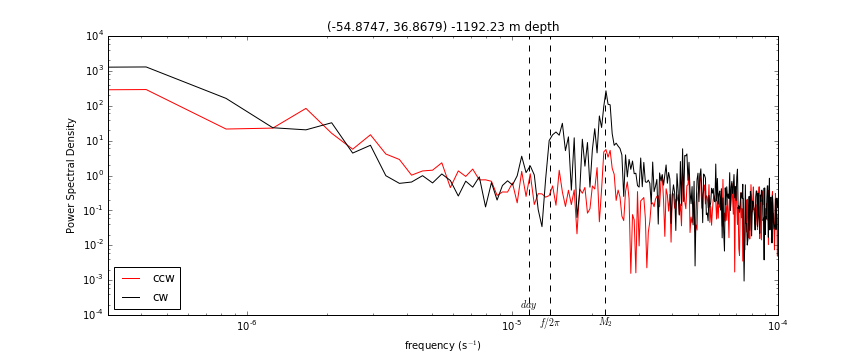 (-54.8747, 36.8679) -1192.23 m depth
Power Spectral Density
10⁴
10³
10²
10¹
10⁰
10⁻¹
10⁻²
10⁻³
10⁻⁴
ccw
cw
day
f/2π
M₂
10⁻⁶
10⁻⁵
10⁻⁴
frequency (s⁻¹)